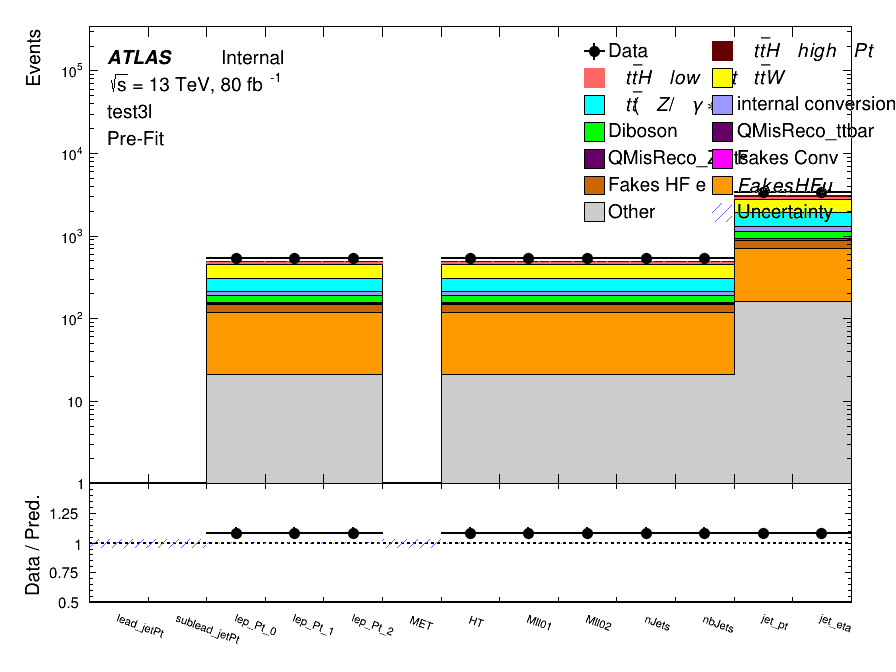 Events
10⁵
10⁴
10³
10²
10
1
ATLAS Internal
√s = 13 TeV, 80 fb⁻¹
test3l
Pre-Fit
Data
tt̄H high Pt
tt̄H low
tt̄W
tt̄( Z/ γ*
internal conversion
Diboson
QMisReco_ttbar
QMisReco_Z
Fakes Conv
Fakes HF e
FakesHFμ
Other
Uncertainty
Data / Pred.
1.25
1
0.75
0.5
lead_jetPt
sublead_jetPt
lep_Pt_0
lep_Pt_1
lep_Pt_2
MET
HT
Mll01
Mll02
nJets
nbJets
jet_pt
jet_eta